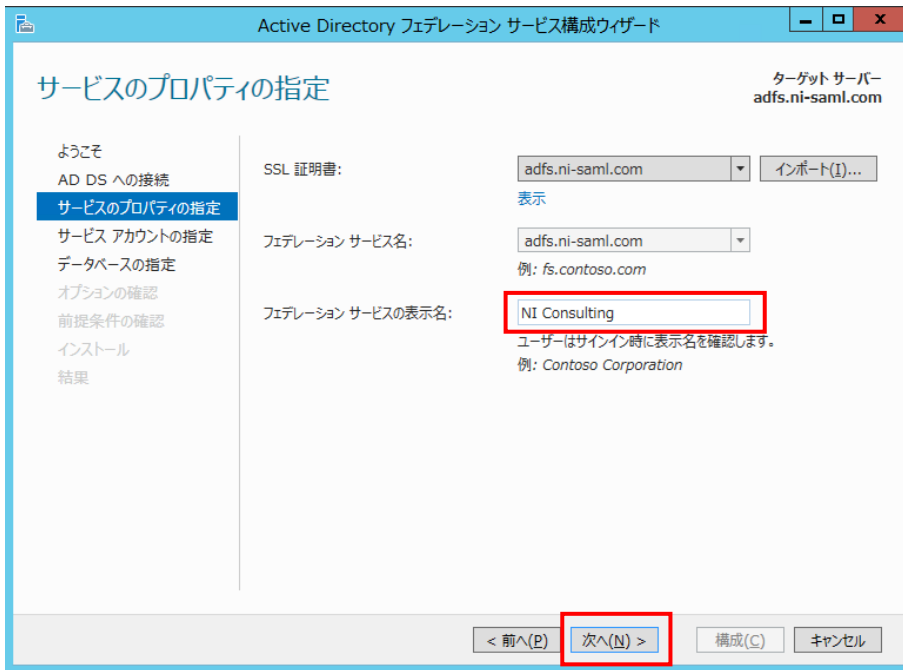 Active Directory フェデレーション サービス構成ウィザード
サービスのプロパティの指定
ターゲット サーバー
adfs.ni-saml.com
ようこそ
AD DS への接続
サービスのプロパティの指定
サービス アカウントの指定
データベースの指定
オプションの確認
前提条件の確認
インストール
結果
SSL 証明書:
adfs.ni-saml.com
インポート(I)...
表示
フェデレーション サービス名:
adfs.ni-saml.com
例: fs.contoso.com
フェデレーション サービスの表示名:
NI Consulting
ユーザーはサインイン時に表示名を確認します。
例: Contoso Corporation
< 前へ(P)
次へ(N) >
構成(C)
キャンセル